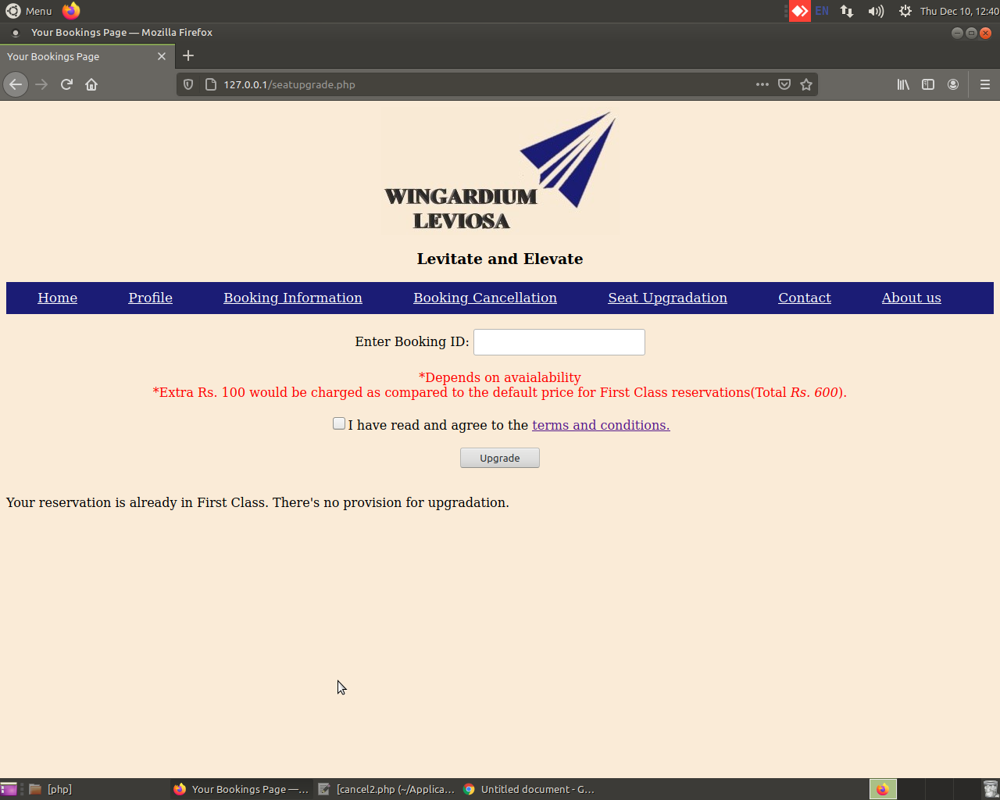 Menu
EN
Thu Dec 10, 12:40
Your Bookings Page — Mozilla Firefox
Your Bookings Page
127.0.0.1/seatupgrade.php
WINGARDIUM
LEVIOSA
Levitate and Elevate
Home Profile Booking Information Booking Cancellation Seat Upgradation Contact About us
Enter Booking ID:
*Depends on avaialability
*Extra Rs. 100 would be charged as compared to the default price for First Class reservations(Total Rs. 600).
I have read and agree to the terms and conditions.
Upgrade
Your reservation is already in First Class. There's no provision for upgradation.
[php] Your Bookings Page —... [cancel2.php (~/Applica... Untitled document - G...